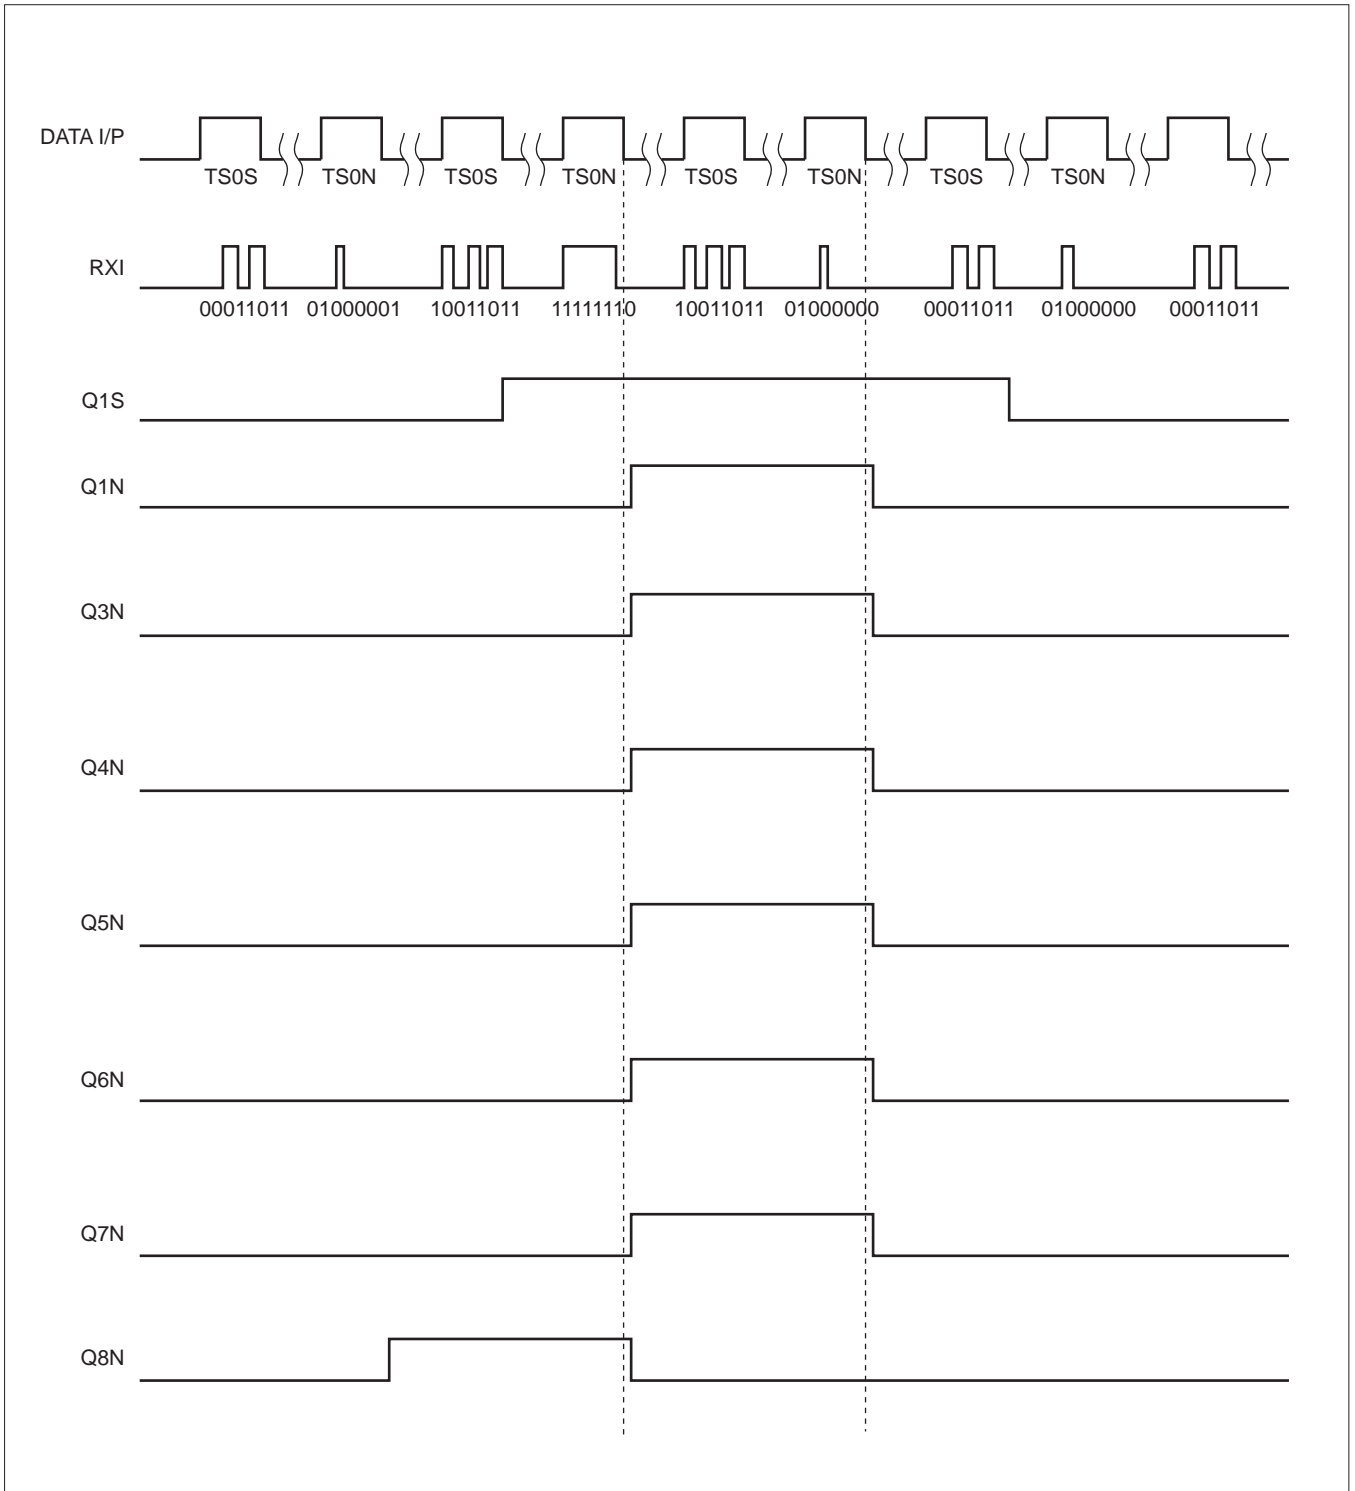 DATA I/P
TS0S TS0N TS0S TS0N TS0S TS0N TS0S TS0N
RXI
00011011 01000001 10011011 11111110 10011011 01000000 00011011 01000000 00011011
Q1S
Q1N
Q3N
Q4N
Q5N
Q6N
Q7N
Q8N